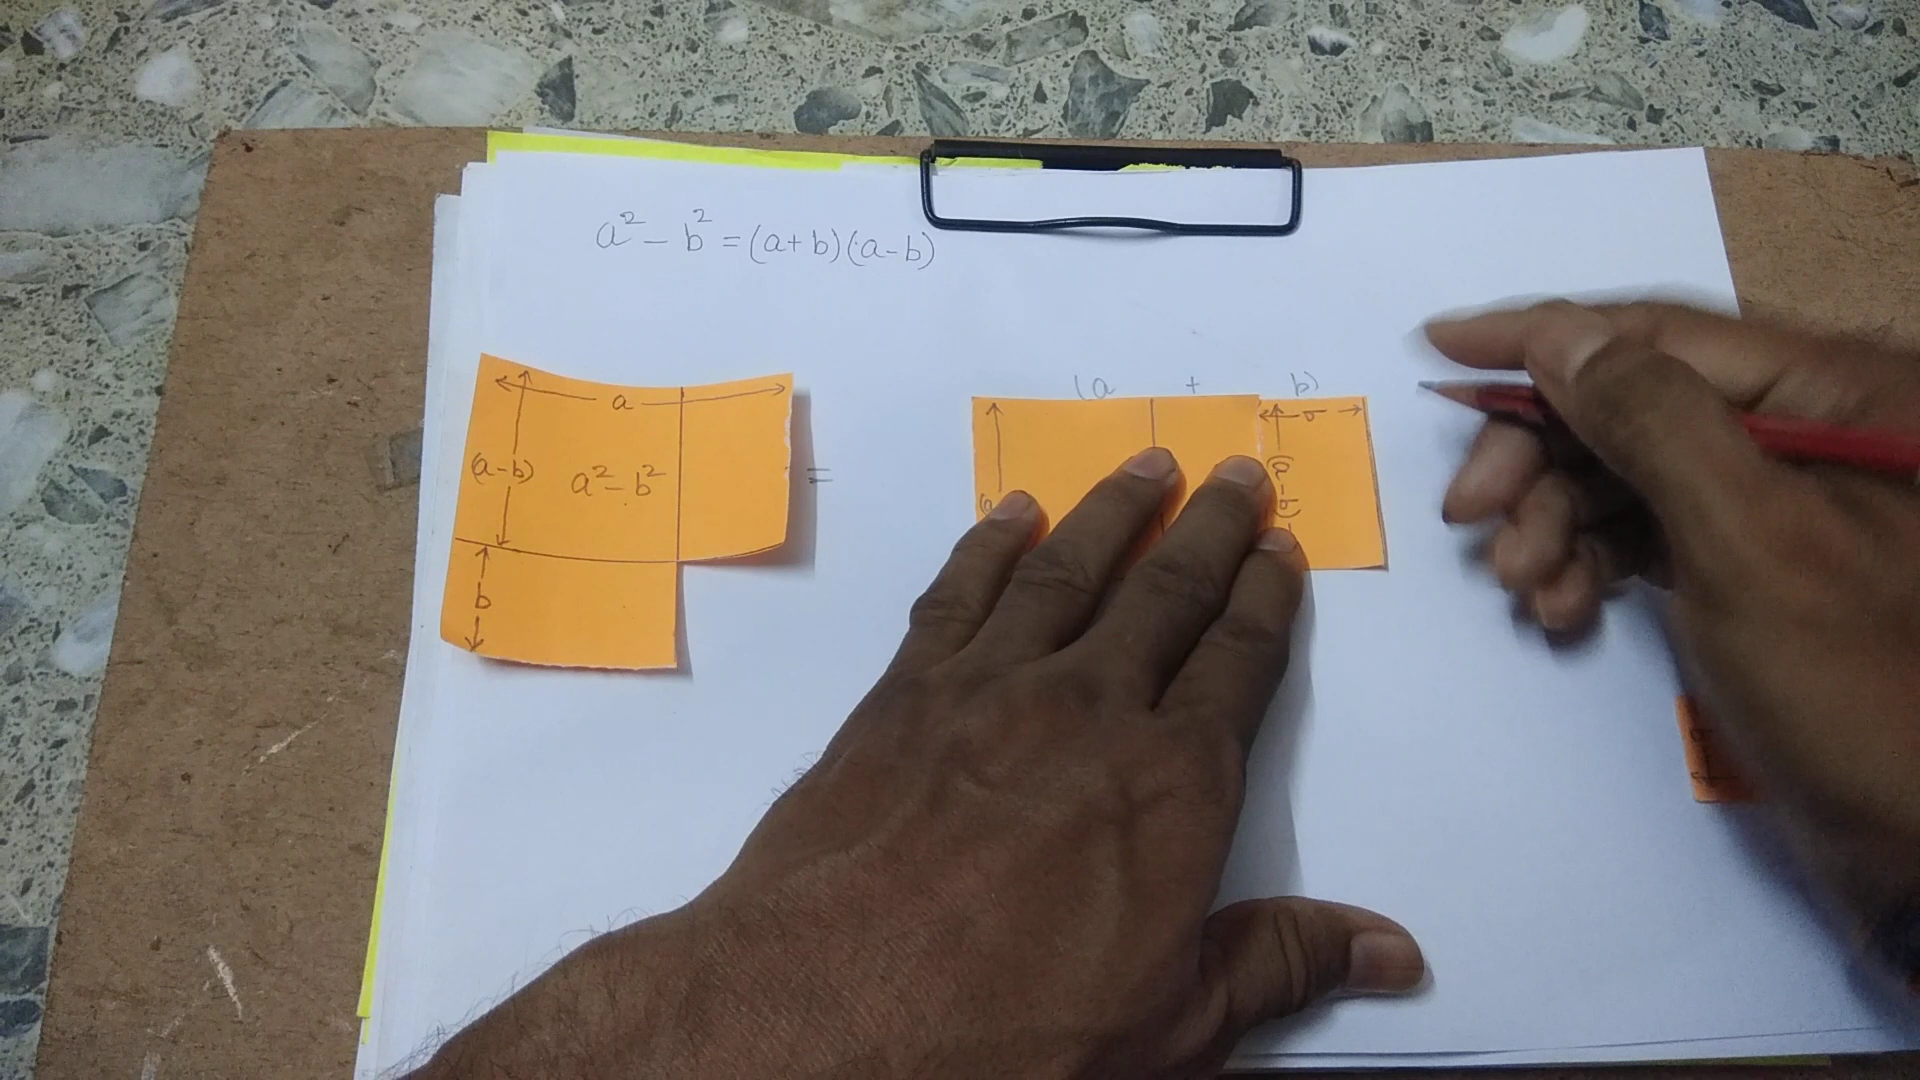 a² - b² = (a+b)(a-b)
(a + b)
a
(a-b)
a² - b²
=
b
b
(a-b)